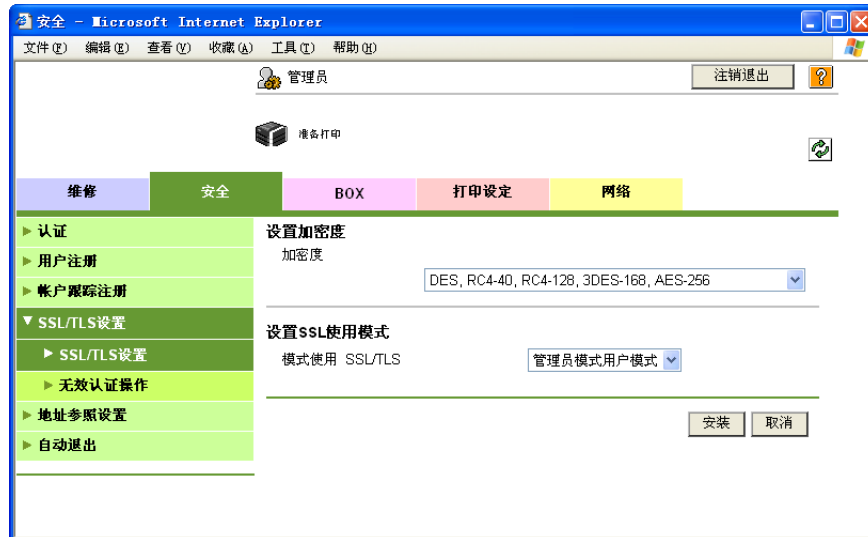 安全 - Microsoft Internet Explorer
文件(F) 编辑(E) 查看(V) 收藏(A) 工具(T) 帮助(H)
管理员
注销退出
?
准备打印
维修 安全 BOX 打印设定 网络
认证
用户注册
帐户跟踪注册
SSL/TLS设置
SSL/TLS设置
无效认证操作
地址参照设置
自动退出
设置加密度
加密度
DES, RC4-40, RC4-128, 3DES-168, AES-256
设置SSL使用模式
模式使用 SSL/TLS
管理员模式用户模式
安装 取消